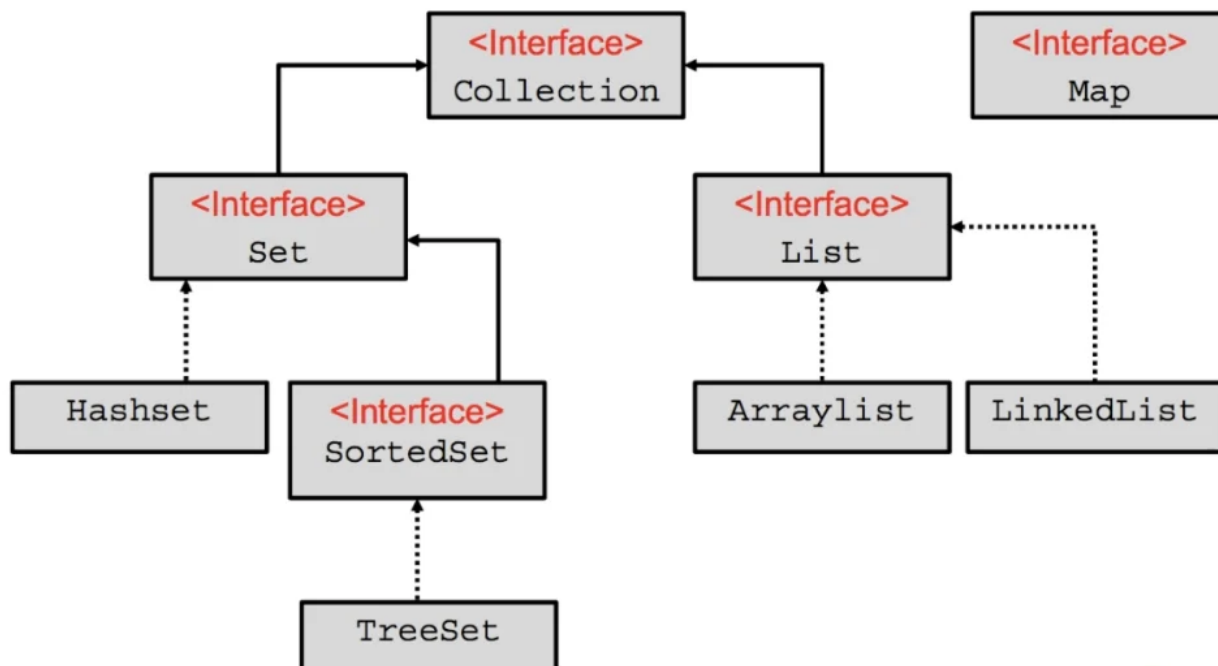 <Interface>
Collection
<Interface>
Map
<Interface>
Set
<Interface>
List
Hashset
<Interface>
SortedSet
Arraylist
LinkedList
TreeSet